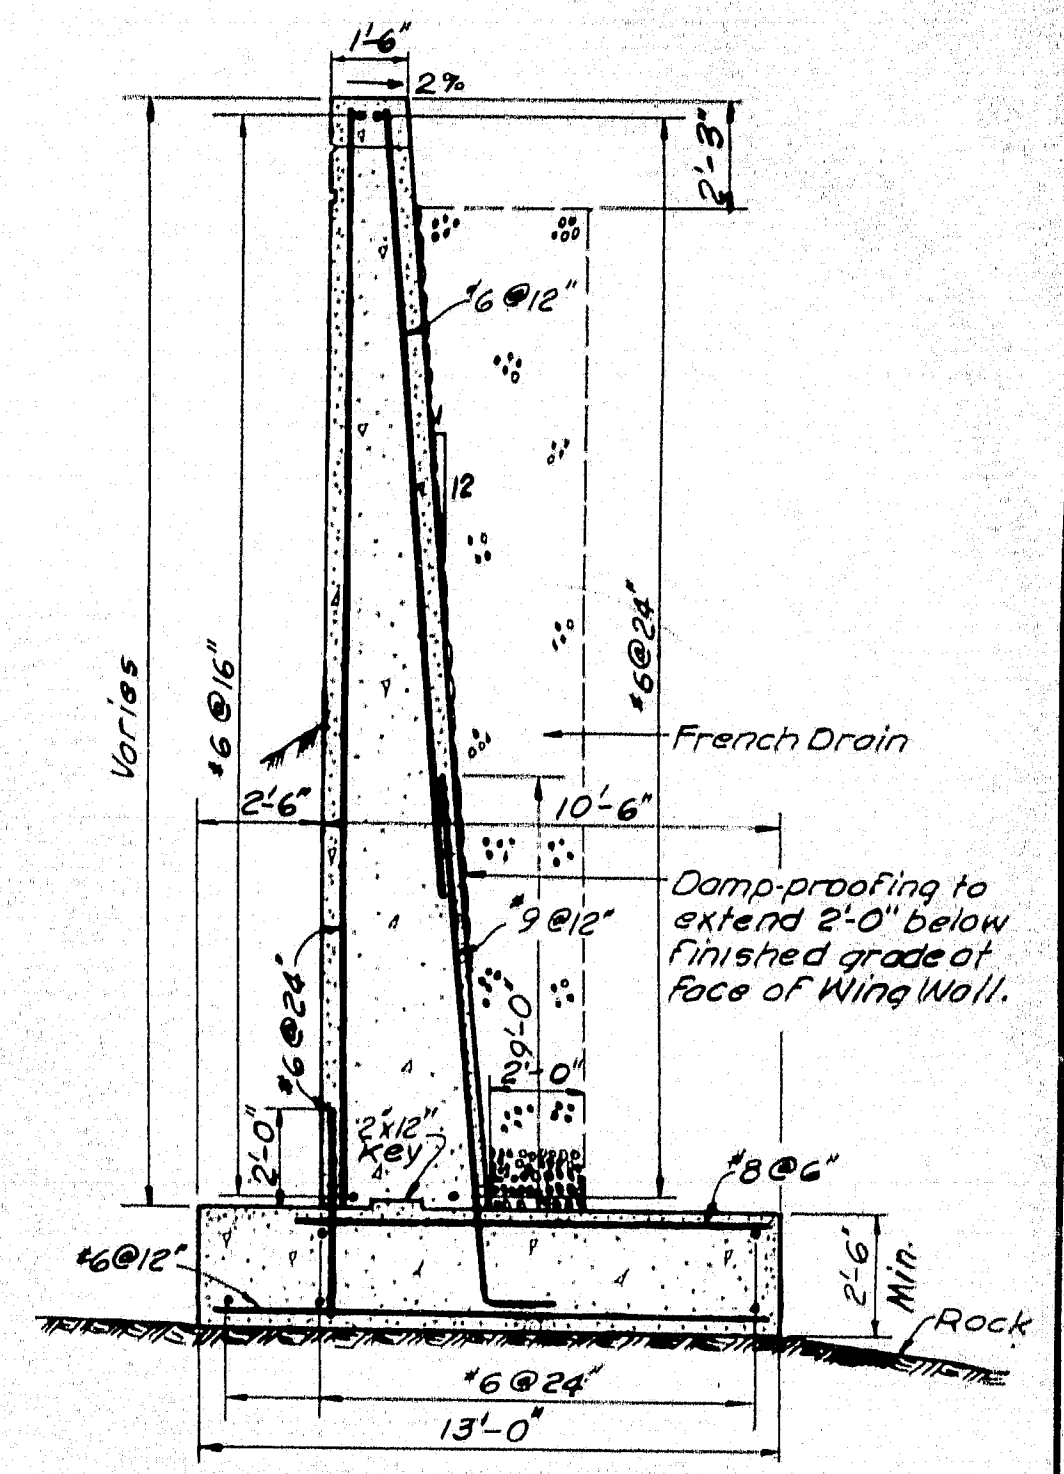 1'-6"
2%
2'-3"
#6 @12"
12
Varies
#6 @16"
#6@24"
French Drain
2'-6"
10'-6"
Damp-proofing to
extend 2'-0" below
finished grade at
face of Wing Wall.
#9 @12"
#6@24"
9'-0"
2'-0"
2'-0"
2"x12"
Key
#8 @6"
#6@12"
2'-6"
Min.
Rock
#6 @24"
13'-0"